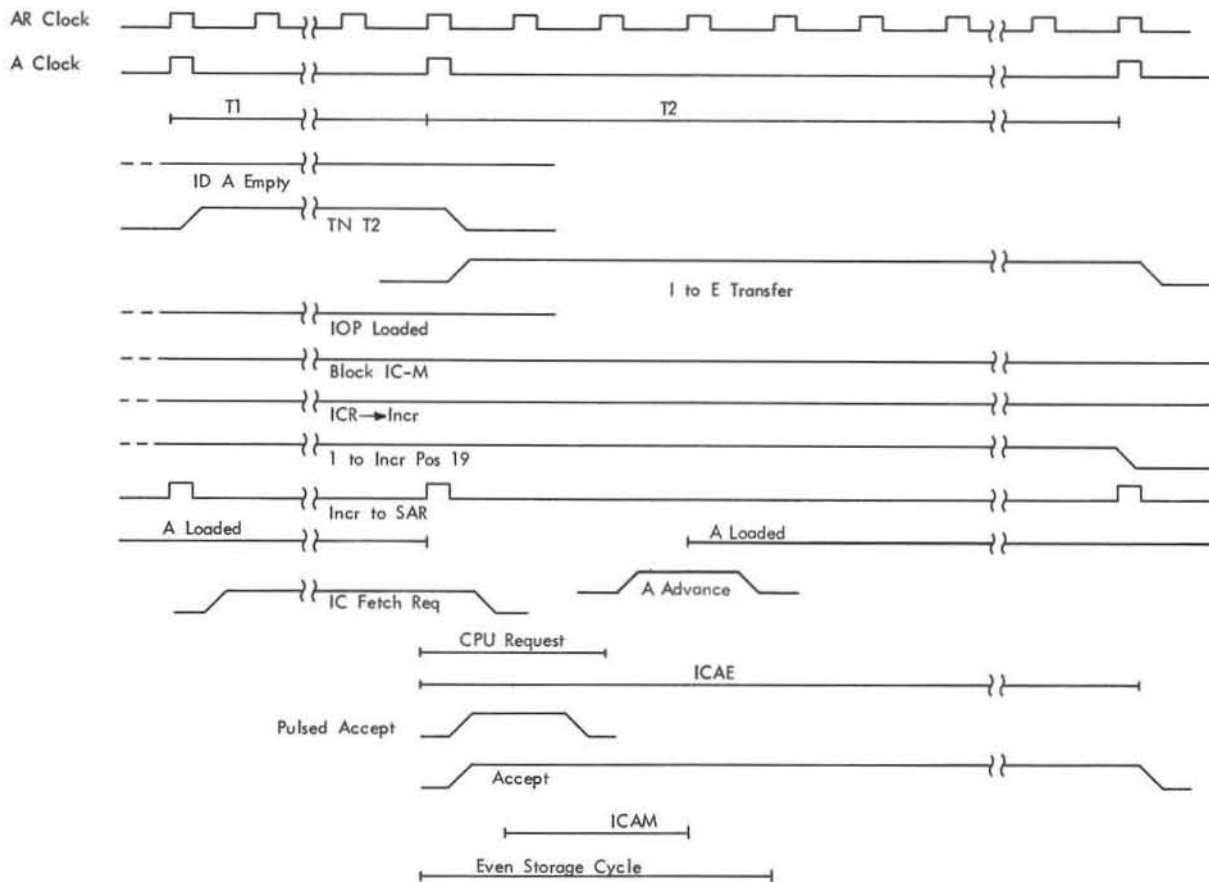 AR Clock
A Clock
T1
T2
ID A Empty
TN T2
I to E Transfer
IOP Loaded
Block IC-M
ICR→Incr
1 to Incr Pos 19
Incr to SAR
A Loaded
A Loaded
A Advance
IC Fetch Req
CPU Request
ICAE
Pulsed Accept
Accept
ICAM
Even Storage Cycle